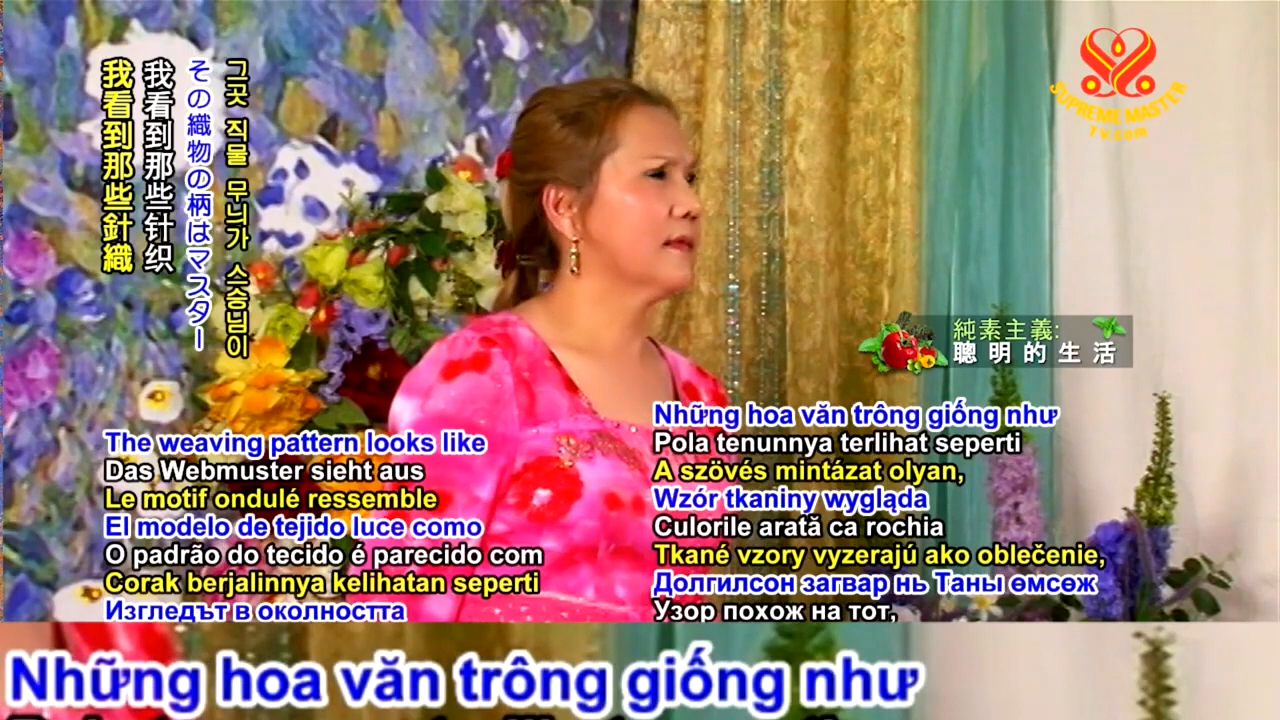 그곳 직물 무늬가 스승님이
その織物の柄はマスター
我看到那些针织
我看到那些針織
SUPREME MASTER
TV.com
純素主義:
聰明的生活
The weaving pattern looks like
Das Webmuster sieht aus
Le motif ondulé ressemble
El modelo de tejido luce como
O padrão do tecido é parecido com
Corak berjalinnya kelihatan seperti
Изгледът в околността
Những hoa văn trông giống như
Pola tenunnya terlihat seperti
A szövés mintázat olyan,
Wzór tkaniny wygląda
Culorile arată ca rochia
Tkané vzory vyzerajú ako oblečenie,
Долгилсон загвар нь Таны өмсөж
Узор похож на тот,
Những hoa văn trông giống như